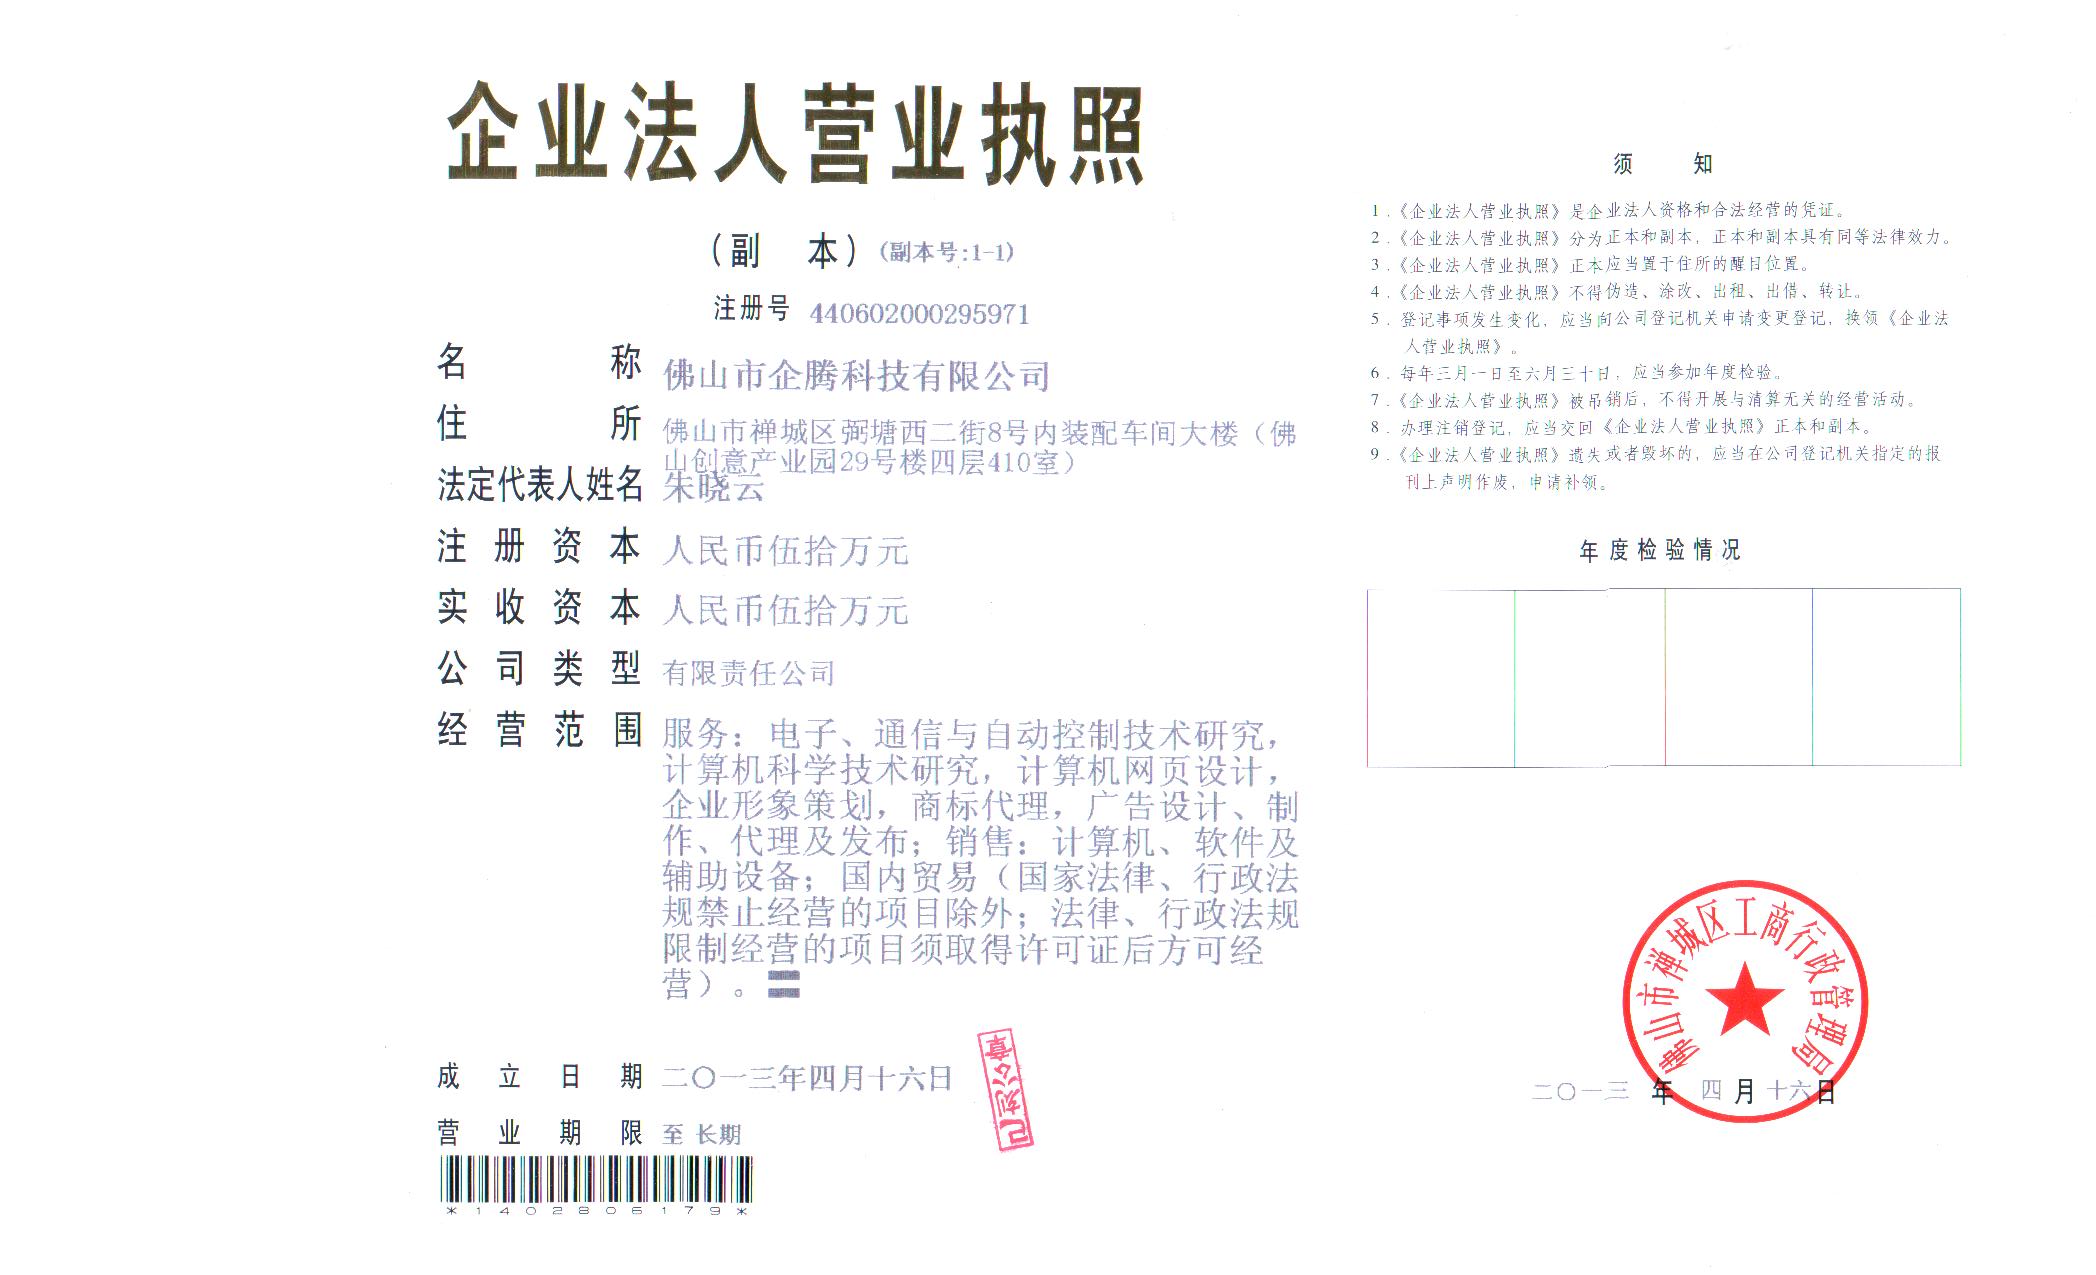 企业法人营业执照
（副 本）(副本号:1-1)
注册号 440602000295971
名 称 佛山市企腾科技有限公司
住 所 佛山市禅城区弼塘西二街8号内装配车间大楼（佛
山创意产业园29号楼四层410室）
法定代表人姓名 朱晓云
注册资本 人民币伍拾万元
实收资本 人民币伍拾万元
公司类型 有限责任公司
经营范围 服务：电子、通信与自动控制技术研究，
计算机科学技术研究，计算机网页设计，
企业形象策划，商标代理，广告设计、制
作、代理及发布；销售：计算机、软件及
辅助设备；国内贸易（国家法律、行政法
规禁止经营的项目除外；法律、行政法规
限制经营的项目须取得许可证后方可经
营）。
成立日期 二〇一三年四月十六日
营业期限 至 长期
*1402806179*
已刻公章
须 知
1．《企业法人营业执照》是企业法人资格和合法经营的凭证。
2．《企业法人营业执照》分为正本和副本，正本和副本具有同等法律效力。
3．《企业法人营业执照》正本应当置于住所的醒目位置。
4．《企业法人营业执照》不得伪造、涂改、出租、出借、转让。
5．登记事项发生变化，应当向公司登记机关申请变更登记，换领《企业法
人营业执照》。
6．每年三月一日至六月三十日，应当参加年度检验。
7．《企业法人营业执照》被吊销后，不得开展与清算无关的经营活动。
8．办理注销登记，应当交回《企业法人营业执照》正本和副本。
9．《企业法人营业执照》遗失或者毁坏的，应当在公司登记机关指定的报
刊上声明作废，申请补领。
年度检验情况
佛山市禅城区工商行政管理局
二〇一三 年 四 月 十六 日